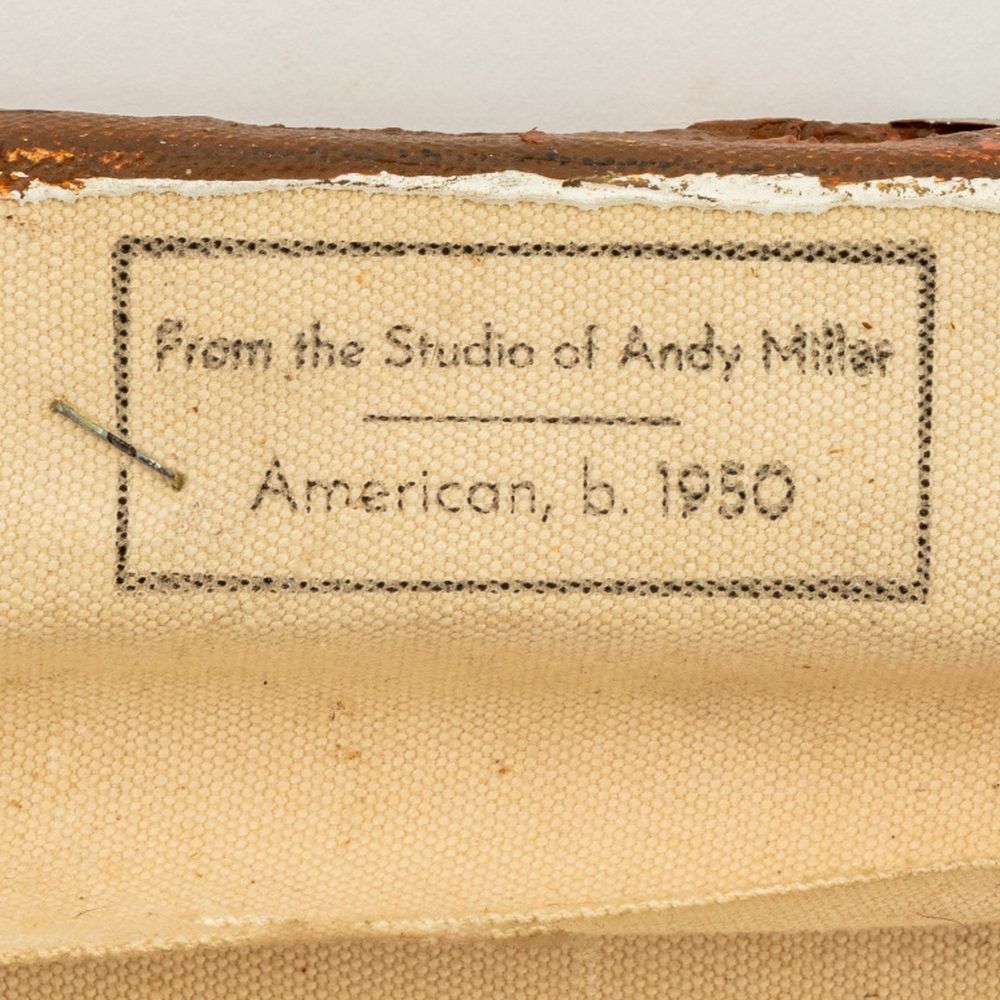 From the Studio of Andy Miller
American, b. 1950